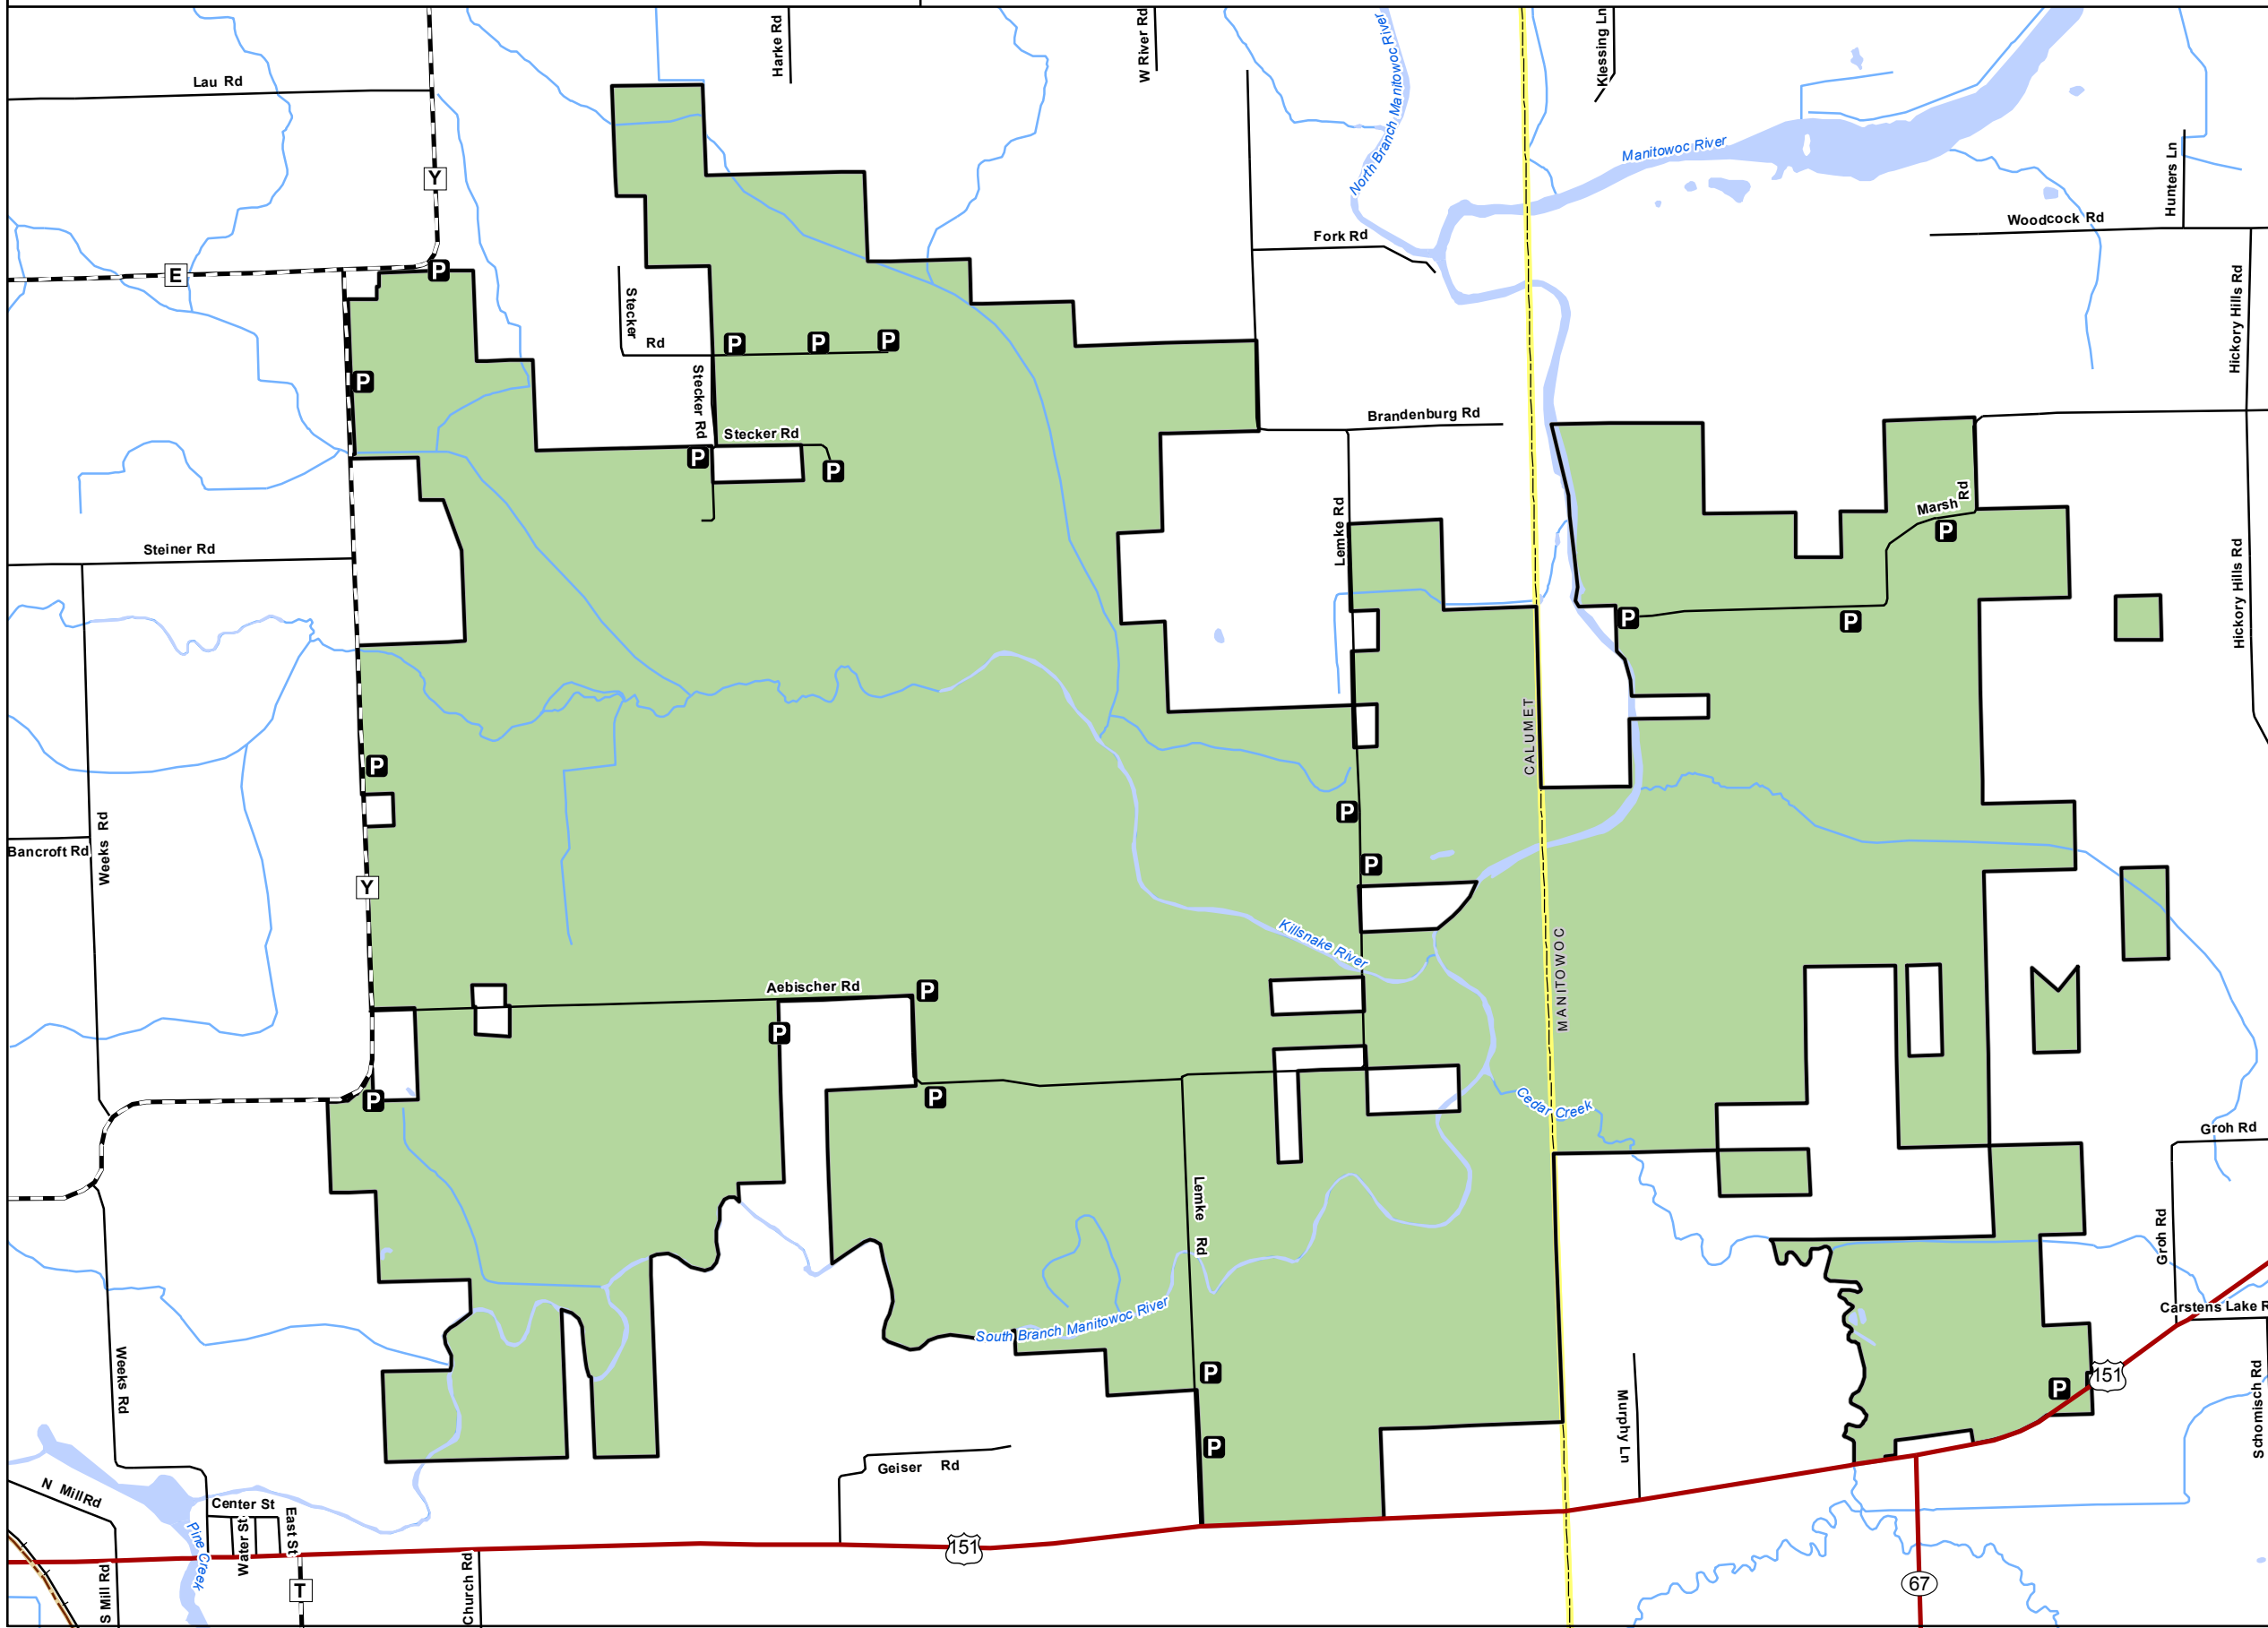 Harke Rd
W River Rd
North Branch Manitowoc River
Klessing Ln
Lau Rd
Manitowoc River
Hunters Ln
Y
Woodcock Rd
Fork Rd
E
P
Hickory Hills Rd
Stecker
Rd
P
P
P
P
Stecker Rd
Brandenburg Rd
Stecker Rd
P
P
Marsh Rd
P
Lemke Rd
Steiner Rd
Hickory Hills Rd
P
P
CALUMET
P
P
Weeks Rd
Bancroft Rd
P
Y
Killsnake River
MANITOWOC
Aebischer Rd
P
P
P
P
Cedar Creek
Groh Rd
Lemke Rd
Groh Rd
South Branch Manitowoc River
Carstens Lake R
Weeks Rd
P
151
P
Murphy Ln
Schomisch Rd
P
Geiser Rd
N Mill Rd
Center St
Water St
East St
Pine Creek
151
S Mill Rd
T
Church Rd
67